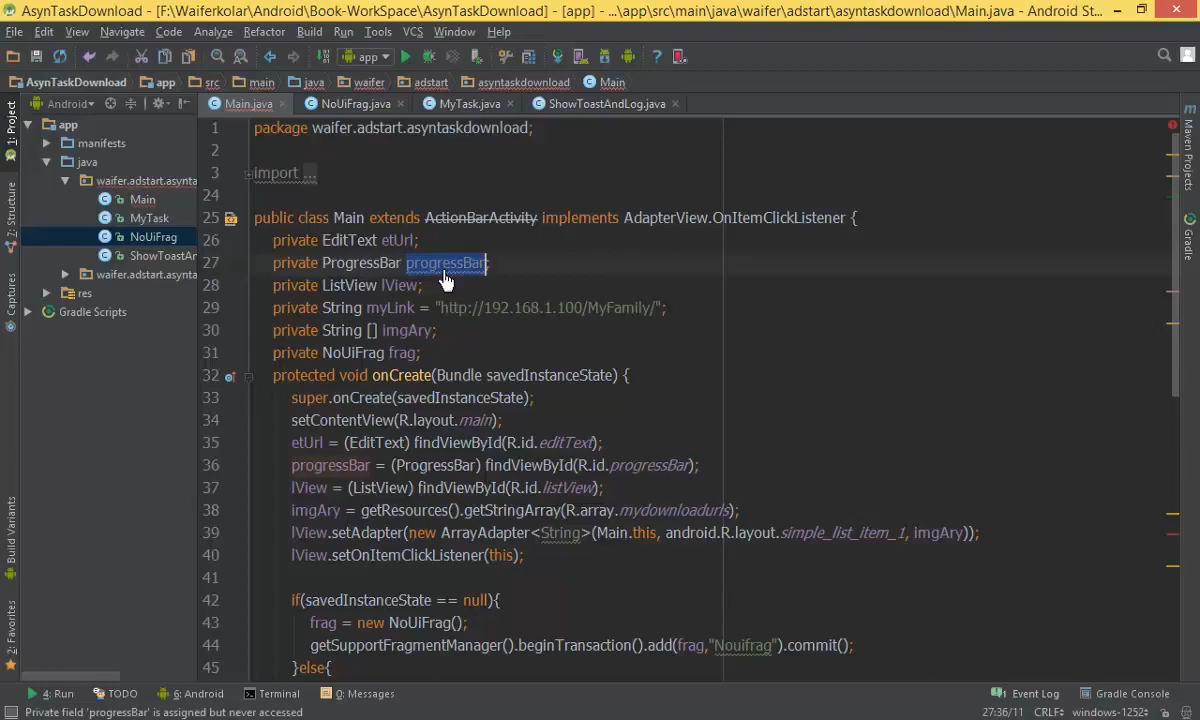 AsynTaskDownload - [F:\Waiferkolar\Android\Book-WorkSpace\AsynTaskDownload] - [app] - ...\app\src\main\java\waifer\adstart\asyntaskdownload\Main.java - Android St...
File Edit View Navigate Code Analyze Refactor Build Run Tools VCS Window Help
app
AsynTaskDownload app src main java waifer adstart asyntaskdownload Main
1: Project
7: Structure
Captures
Build Variants
2: Favorites
Android
app
manifests
java
waifer.adstart.asynta
Main
MyTask
NoUiFrag
ShowToastAr
waifer.adstart.asynta
res
Gradle Scripts
Main.java NoUiFrag.java MyTask.java ShowToastAndLog.java
1 package waifer.adstart.asyntaskdownload;
2
3 import ...
24
25 public class Main extends ActionBarActivity implements AdapterView.OnItemClickListener {
26 private EditText etUrl;
27 private ProgressBar progressBar;
28 private ListView lView;
29 private String myLink = "http://192.168.1.100/MyFamily/";
30 private String [] imgAry;
31 private NoUiFrag frag;
32 protected void onCreate(Bundle savedInstanceState) {
33 super.onCreate(savedInstanceState);
34 setContentView(R.layout.main);
35 etUrl = (EditText) findViewById(R.id.editText);
36 progressBar = (ProgressBar) findViewById(R.id.progressBar);
37 lView = (ListView) findViewById(R.id.listView);
38 imgAry = getResources().getStringArray(R.array.mydownloadurls);
39 lView.setAdapter(new ArrayAdapter<String>(Main.this, android.R.layout.simple_list_item_1, imgAry));
40 lView.setOnItemClickListener(this);
41
42 if(savedInstanceState == null){
43 frag = new NoUiFrag();
44 getSupportFragmentManager().beginTransaction().add(frag,"Nouifrag").commit();
45 }else{
Maven Projects
Gradle
4: Run TODO 6: Android Terminal 0: Messages Event Log Gradle Console
Private field 'progressBar' is assigned but never accessed 27:36/11 CRLF÷ windows-1252÷